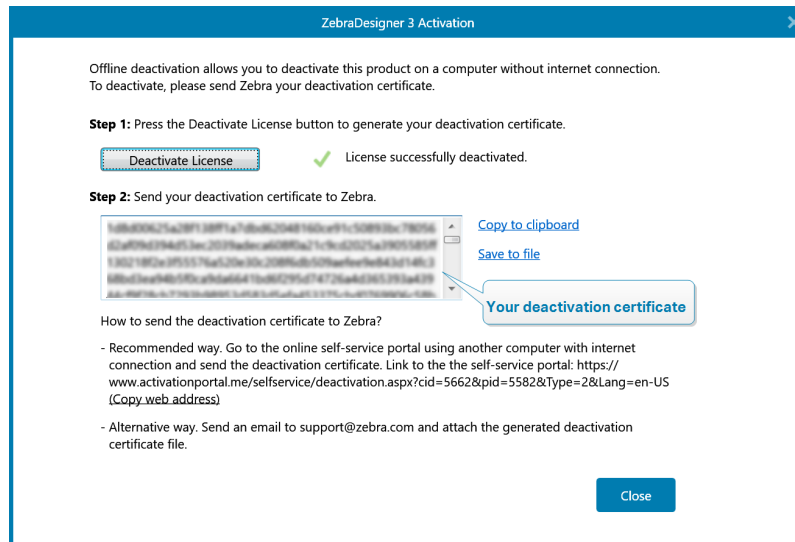 ZebraDesigner 3 Activation
Offline deactivation allows you to deactivate this product on a computer without internet connection.
To deactivate, please send Zebra your deactivation certificate.
Step 1: Press the Deactivate License button to generate your deactivation certificate.
Deactivate License
License successfully deactivated.
Step 2: Send your deactivation certificate to Zebra.
Copy to clipboard
Save to file
Your deactivation certificate
How to send the deactivation certificate to Zebra?
- Recommended way. Go to the online self-service portal using another computer with internet
connection and send the deactivation certificate. Link to the the self-service portal: https://
www.activationportal.me/selfservice/deactivation.aspx?cid=5662&pid=5582&Type=2&Lang=en-US
(Copy web address)
- Alternative way. Send an email to support@zebra.com and attach the generated deactivation
certificate file.
Close